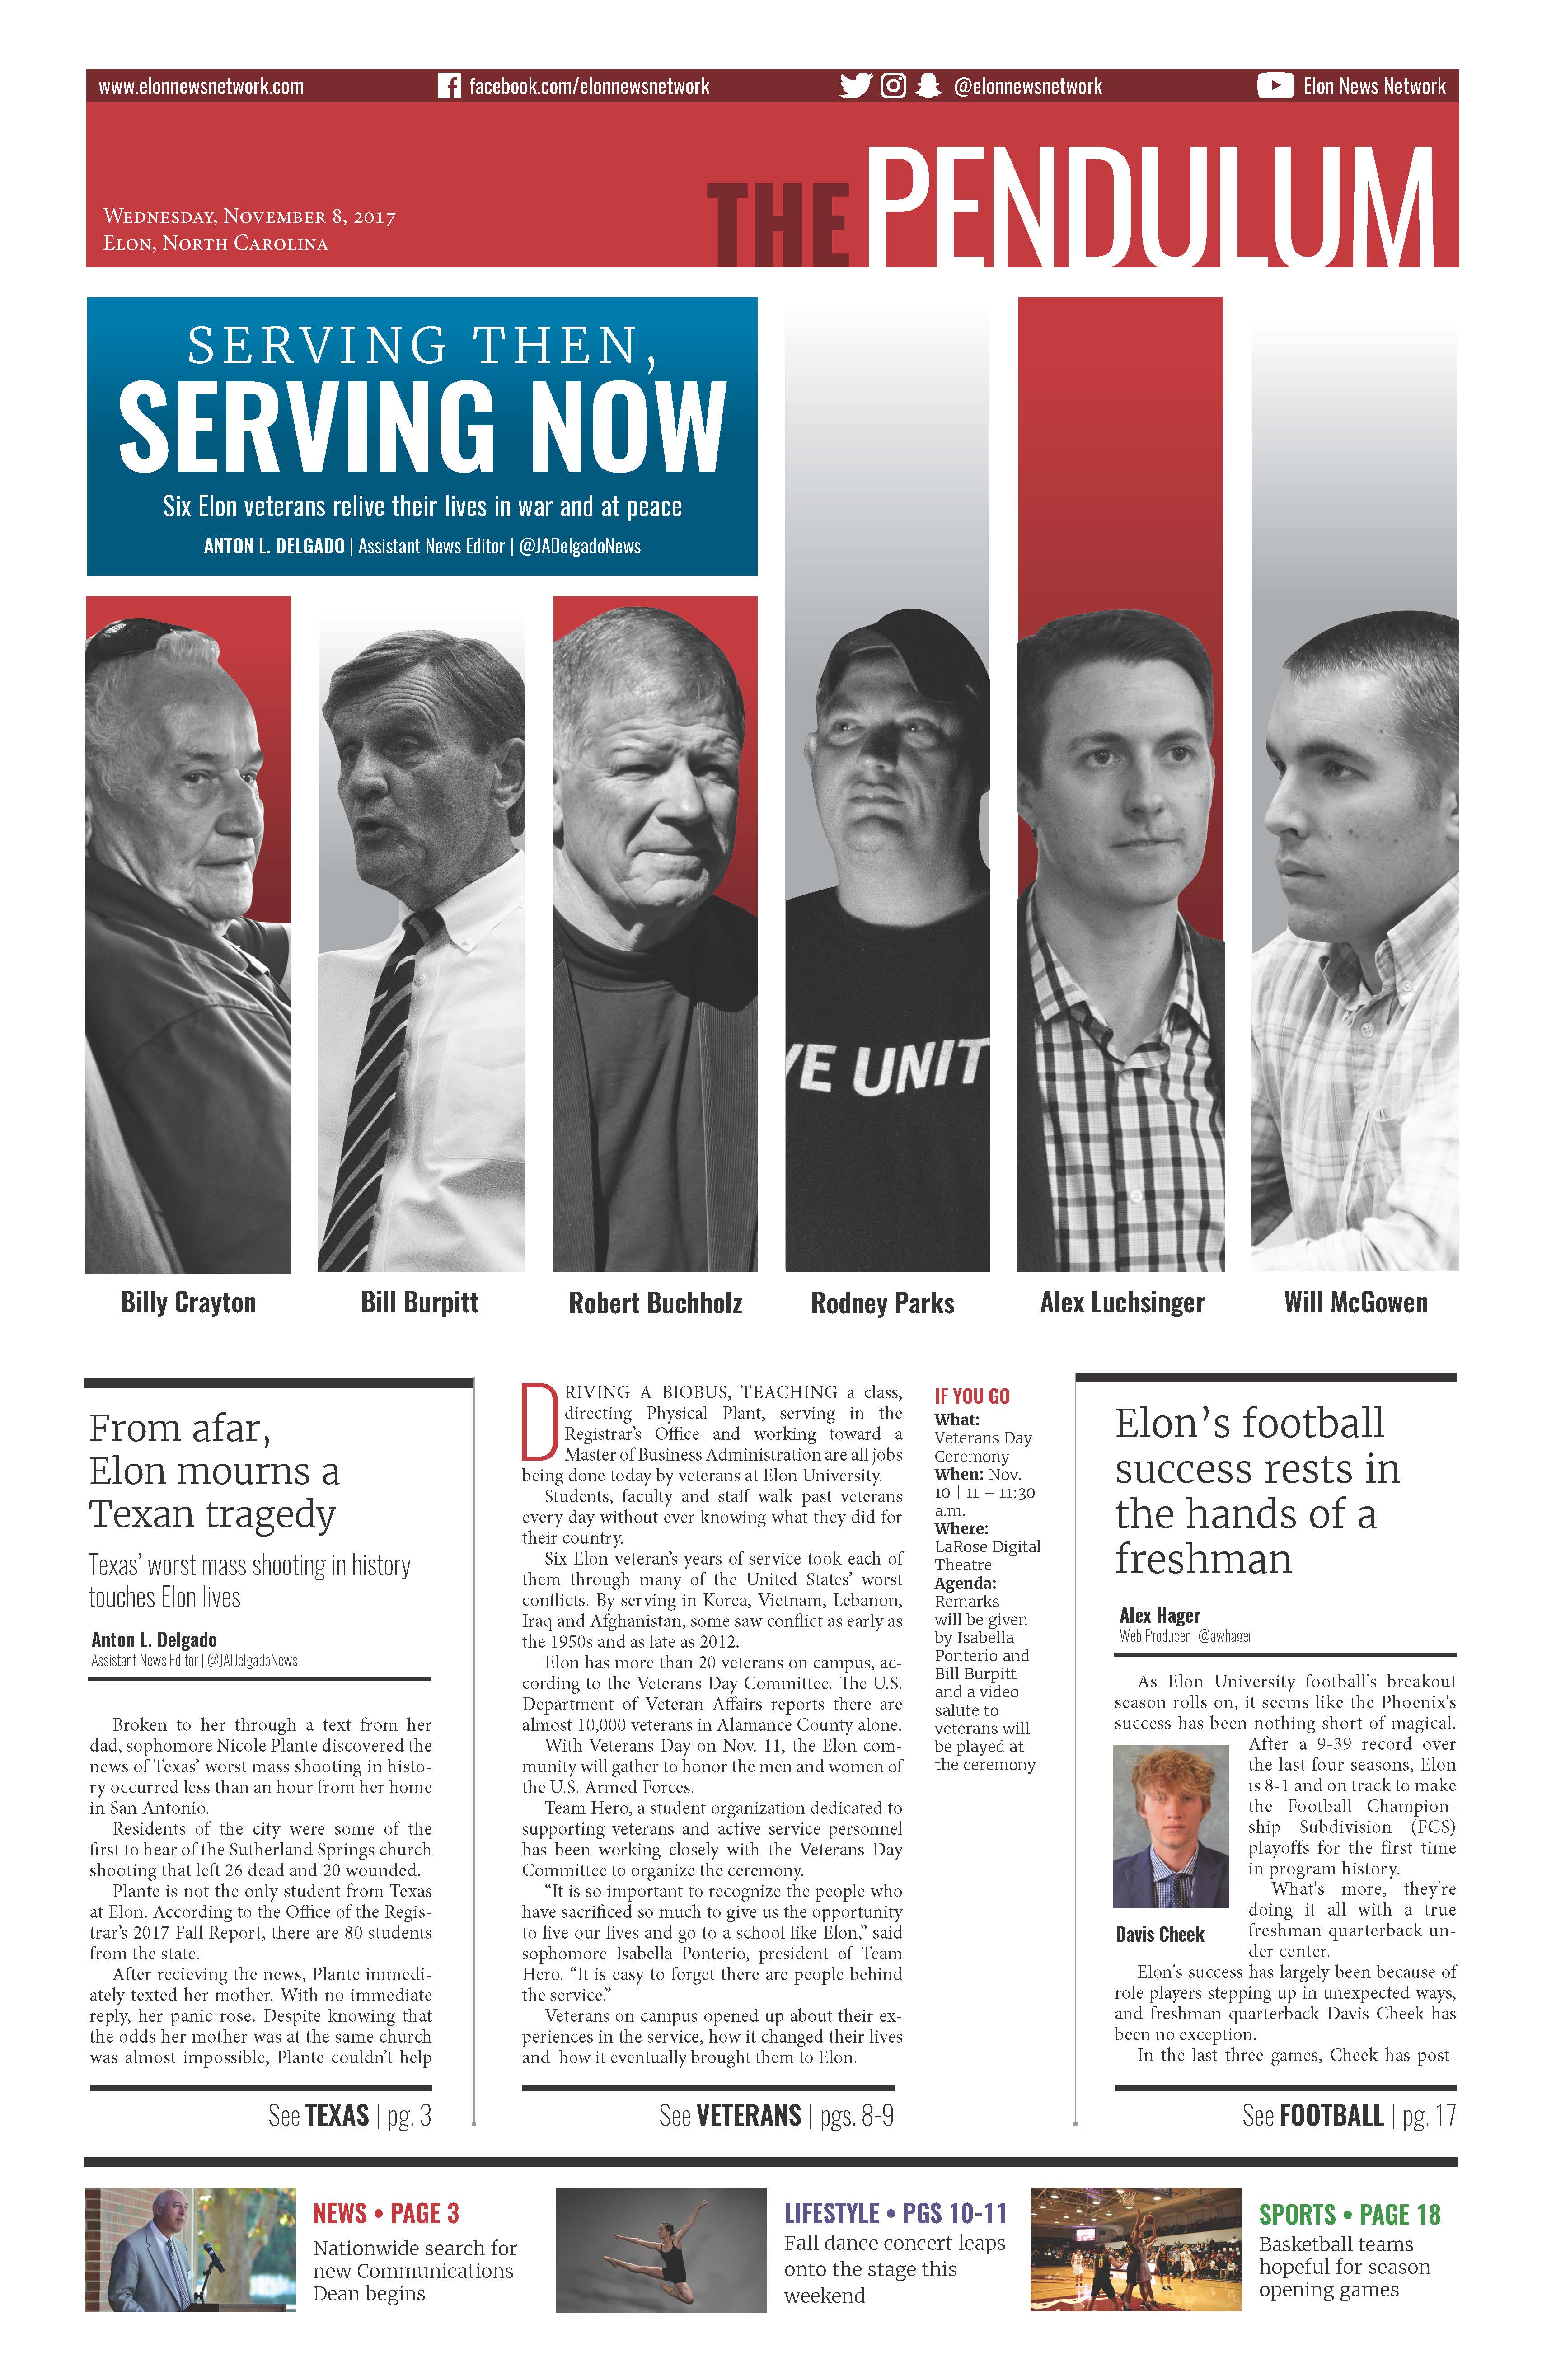 www.elonnewsnetwork.com
facebook.com/elonnewsnetwork
@elonnewsnetwork
Elon News Network
WEDNESDAY, NOVEMBER 8, 2017
ELON, NORTH CAROLINA
THE PENDULUM
SERVING THEN,
SERVING NOW
Six Elon veterans relive their lives in war and at peace
ANTON L. DELGADO | Assistant News Editor | @JADelgadoNews
VE UNIT
Billy Crayton
Bill Burpitt
Robert Buchholz
Rodney Parks
Alex Luchsinger
Will McGowen
From afar,
Elon mourns a
Texan tragedy
Texas' worst mass shooting in history
touches Elon lives
Anton L. Delgado
Assistant News Editor | @JADelgadoNews
Broken to her through a text from her
dad, sophomore Nicole Plante discovered the
news of Texas' worst mass shooting in histo-
ry occurred less than an hour from her home
in San Antonio.
Residents of the city were some of the
first to hear of the Sutherland Springs church
shooting that left 26 dead and 20 wounded.
Plante is not the only student from Texas
at Elon. According to the Office of the Regis-
trar's 2017 Fall Report, there are 80 students
from the state.
After recieving the news, Plante immedi-
ately texted her mother. With no immediate
reply, her panic rose. Despite knowing that
the odds her mother was at the same church
was almost impossible, Plante couldn't help
See TEXAS | pg. 3
DRIVING A BIOBUS, TEACHING a class,
directing Physical Plant, serving in the
Registrar's Office and working toward a
Master of Business Administration are all jobs
being done today by veterans at Elon University.
Students, faculty and staff walk past veterans
every day without ever knowing what they did for
their country.
Six Elon veteran's years of service took each of
them through many of the United States' worst
conflicts. By serving in Korea, Vietnam, Lebanon,
Iraq and Afghanistan, some saw conflict as early as
the 1950s and as late as 2012.
Elon has more than 20 veterans on campus, ac-
cording to the Veterans Day Committee. The U.S.
Department of Veteran Affairs reports there are
almost 10,000 veterans in Alamance County alone.
With Veterans Day on Nov. 11, the Elon com-
munity will gather to honor the men and women of
the U.S. Armed Forces.
Team Hero, a student organization dedicated to
supporting veterans and active service personnel
has been working closely with the Veterans Day
Committee to organize the ceremony.
"It is so important to recognize the people who
have sacrificed so much to give us the opportunity
to live our lives and go to a school like Elon," said
sophomore Isabella Ponterio, president of Team
Hero. "It is easy to forget there are people behind
the service."
Veterans on campus opened up about their ex-
periences in the service, how it changed their lives
and how it eventually brought them to Elon.
See VETERANS | pgs. 8-9
IF YOU GO
What:
Veterans Day
Ceremony
When: Nov.
10 | 11 – 11:30
a.m.
Where:
LaRose Digital
Theatre
Agenda:
Remarks
will be given
by Isabella
Ponterio and
Bill Burpitt
and a video
salute to
veterans will
be played at
the ceremony
Elon's football
success rests in
the hands of a
freshman
Alex Hager
Web Producer | @awhager
As Elon University football's breakout
season rolls on, it seems like the Phoenix's
success has been nothing short of magical.
After a 9-39 record over
the last four seasons, Elon
is 8-1 and on track to make
the Football Champion-
ship Subdivision (FCS)
playoffs for the first time
in program history.
What's more, they're
doing it all with a true
freshman quarterback un-
der center.
Davis Cheek
Elon's success has largely been because of
role players stepping up in unexpected ways,
and freshman quarterback Davis Cheek has
been no exception.
In the last three games, Cheek has post-
See FOOTBALL | pg. 17
NEWS • PAGE 3
Nationwide search for
new Communications
Dean begins
LIFESTYLE • PGS 10-11
Fall dance concert leaps
onto the stage this
weekend
SPORTS • PAGE 18
Basketball teams
hopeful for season
opening games